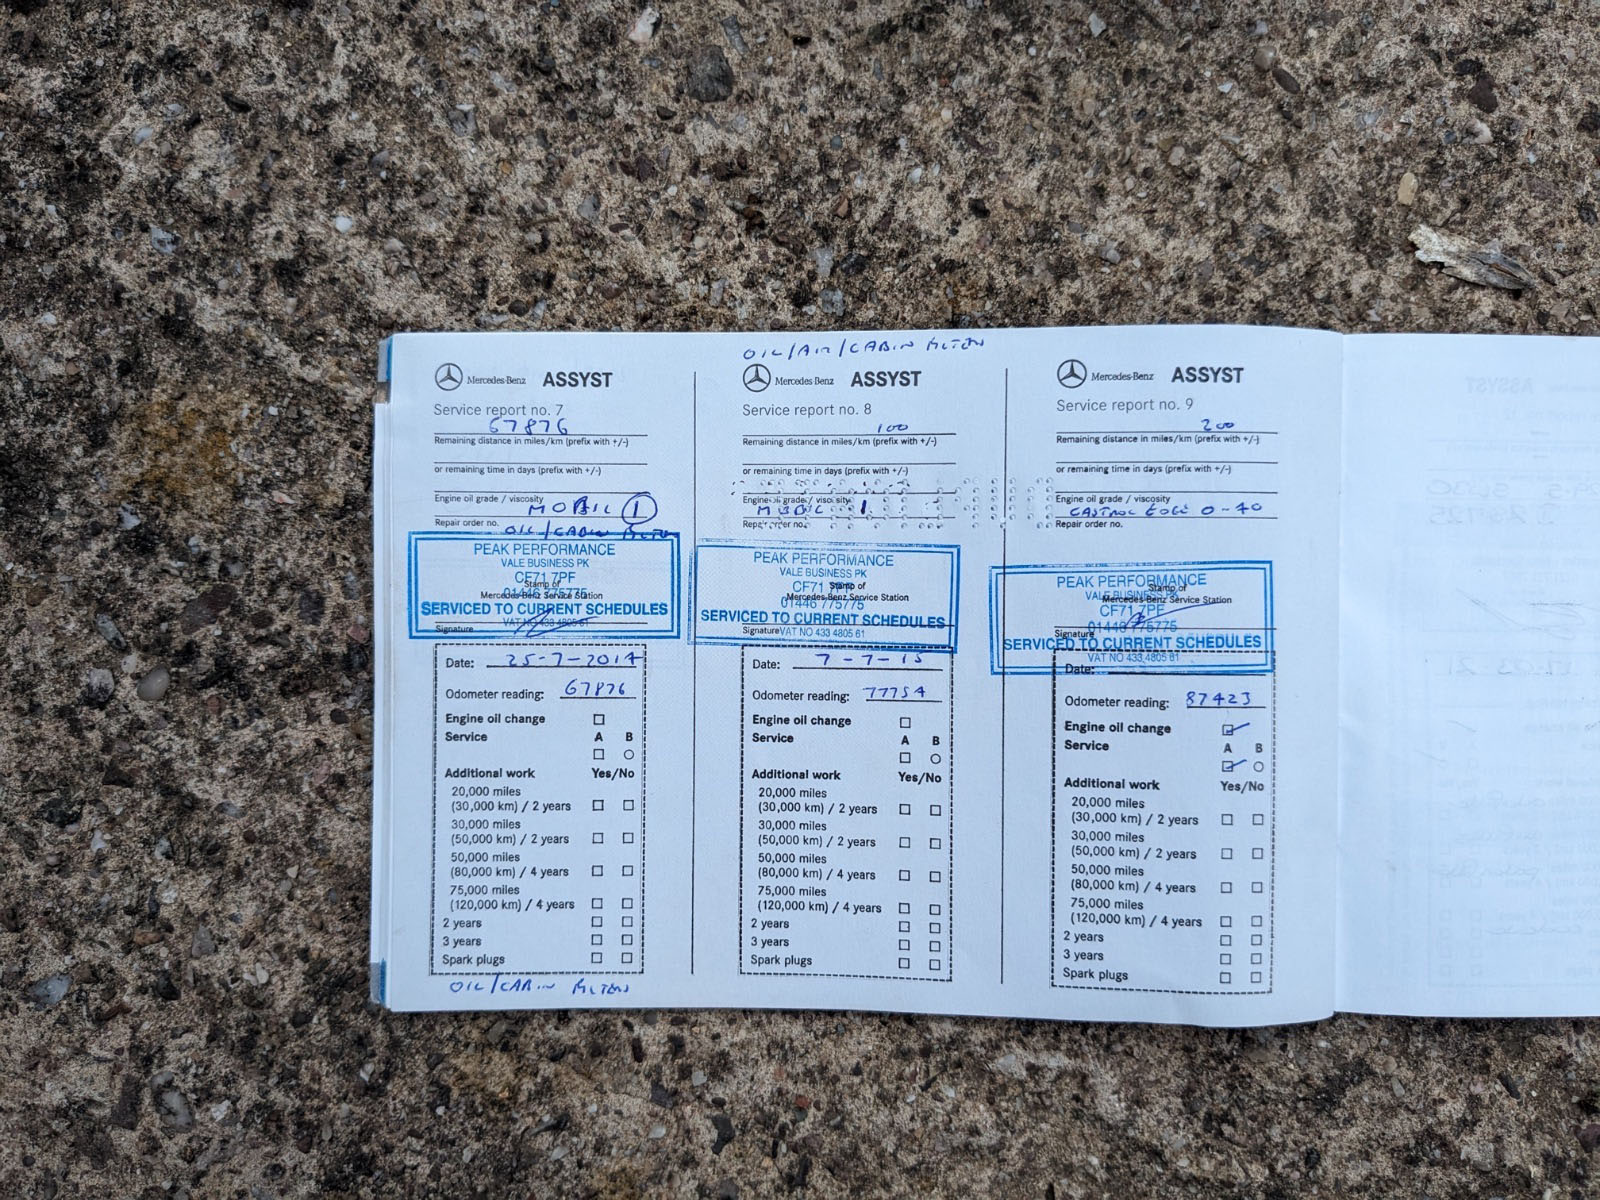 Mercedes-Benz ASSYST
Service report no. 7
67876
Remaining distance in miles/km (prefix with +/-)
or remaining time in days (prefix with +/-)
Engine oil grade / viscosity
MOBIL 1
Repair order no.
OIL/CABIN
PEAK PERFORMANCE
VALE BUSINESS PK
CF71 7PF
Stamp of
01446 775775
Mercedes-Benz Service Station
SERVICED TO CURRENT SCHEDULES
VAT NO 433 4805 61
Signature
Date: 25-7-2014
Odometer reading: 67876
Engine oil change
Service A B
Additional work Yes/No
20,000 miles
(30,000 km) / 2 years
30,000 miles
(50,000 km) / 2 years
50,000 miles
(80,000 km) / 4 years
75,000 miles
(120,000 km) / 4 years
2 years
3 years
Spark plugs
OIL/CABIN
OIL/AIR/CABIN
Mercedes-Benz ASSYST
Service report no. 8
100
Remaining distance in miles/km (prefix with +/-)
or remaining time in days (prefix with +/-)
Engine oil grade / viscosity
MOBIL 1
Repair order no.
PEAK PERFORMANCE
VALE BUSINESS PK
CF71 7PF
Stamp of
Mercedes-Benz Service Station
01446 775775
SERVICED TO CURRENT SCHEDULES
Signature VAT NO 433 4805 61
Date: 7-7-15
Odometer reading: 77754
Engine oil change
Service A B
Additional work Yes/No
20,000 miles
(30,000 km) / 2 years
30,000 miles
(50,000 km) / 2 years
50,000 miles
(80,000 km) / 4 years
75,000 miles
(120,000 km) / 4 years
2 years
3 years
Spark plugs
Mercedes-Benz ASSYST
Service report no. 9
200
Remaining distance in miles/km (prefix with +/-)
or remaining time in days (prefix with +/-)
Engine oil grade / viscosity
CASTROL EDGE 0-40
Repair order no.
PEAK PERFORMANCE
Stamp of
VALE BUSINESS PK
Mercedes-Benz Service Station
CF71 7PF
01446 775775
Signature
SERVICED TO CURRENT SCHEDULES
VAT NO 433 4805 61
Date:
Odometer reading: 87423
Engine oil change
Service A B
Additional work Yes/No
20,000 miles
(30,000 km) / 2 years
30,000 miles
(50,000 km) / 2 years
50,000 miles
(80,000 km) / 4 years
75,000 miles
(120,000 km) / 4 years
2 years
3 years
Spark plugs